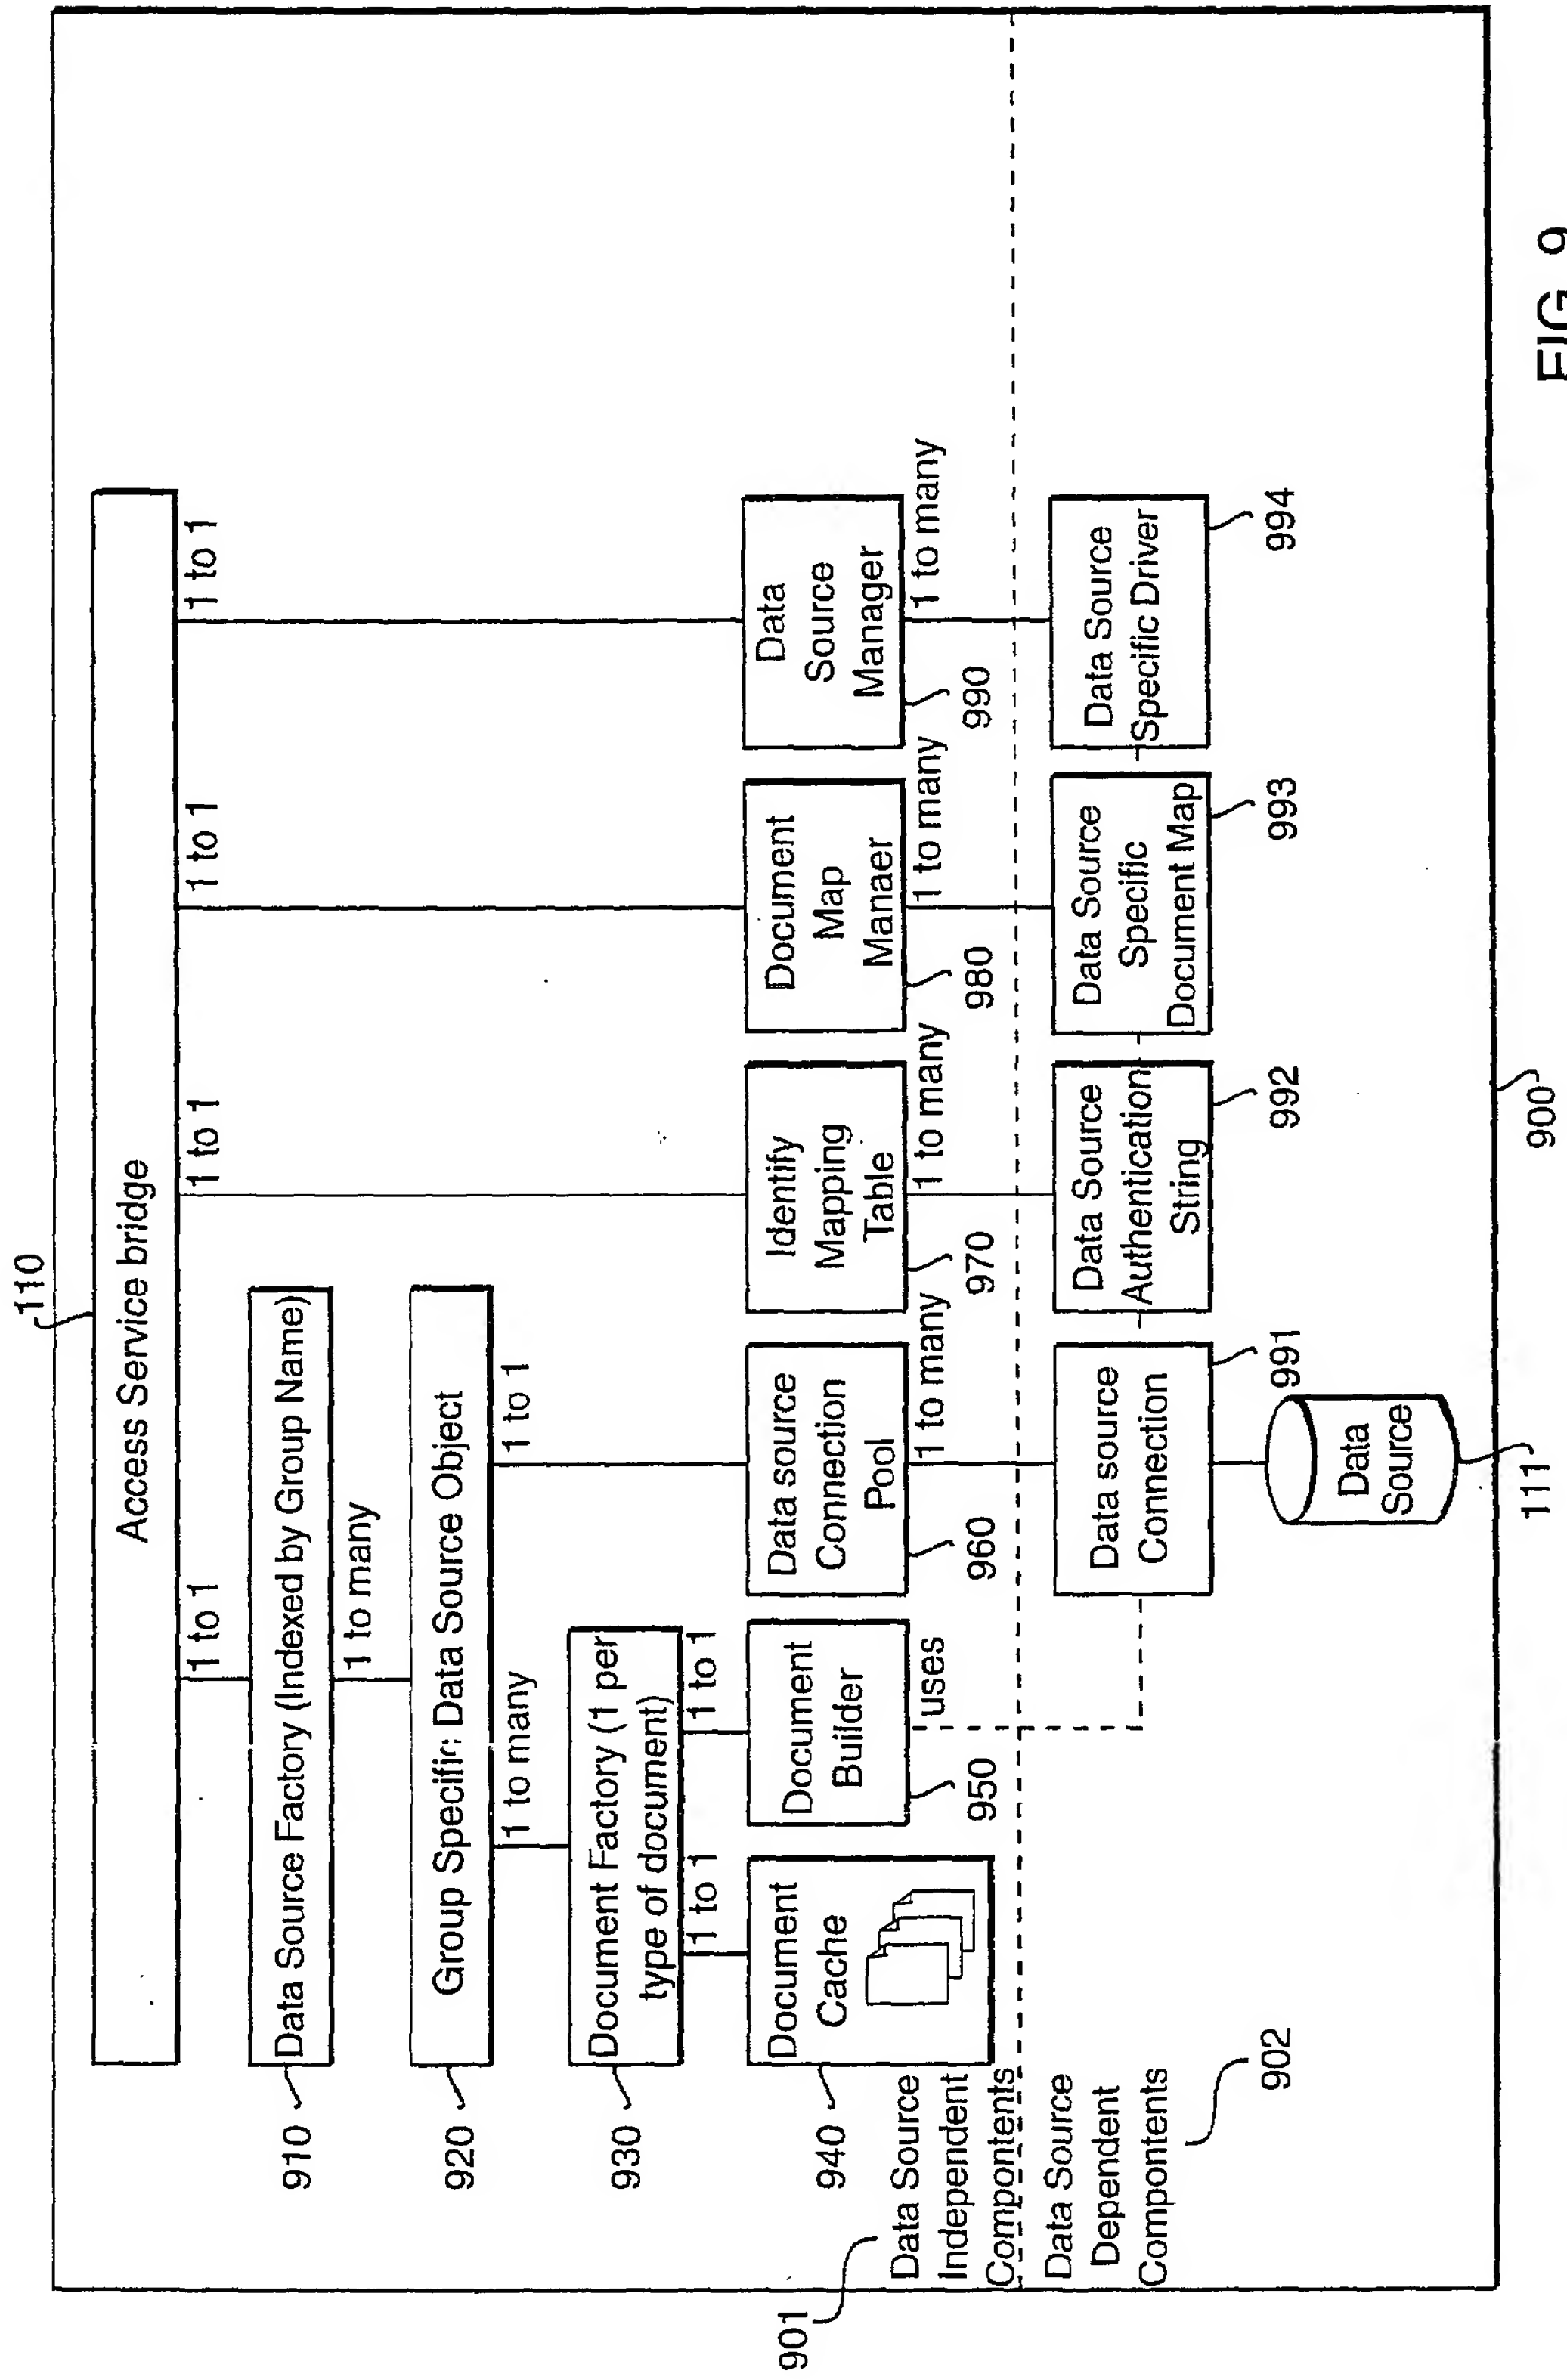 110
Access Service bridge
1 to 1
1 to 1
1 to 1
1 to 1
910
Data Source Factory (Indexed by Group Name)
1 to many
920
Group Specific Data Source Object
1 to many
1 to 1
930
Document Factory (1 per
type of document)
1 to 1
1 to 1
940
Document
Cache
Document
Builder
950
uses
Data source
Connection
Pool
960
1 to many
Identify
Mapping
Table
970
1 to many
Document
Map
Manaer
980
1 to many
Data
Source
Manager
990
1 to many
901
Data Source
Independent
Compontents
Data Source
Dependent
Compontents
902
Data source
Connection
991
Data Source
Authentication
String
992
Data Source
Specific
Document Map
993
Data Source
Specific Driver
994
Data
Source
111
900
FIG. 9